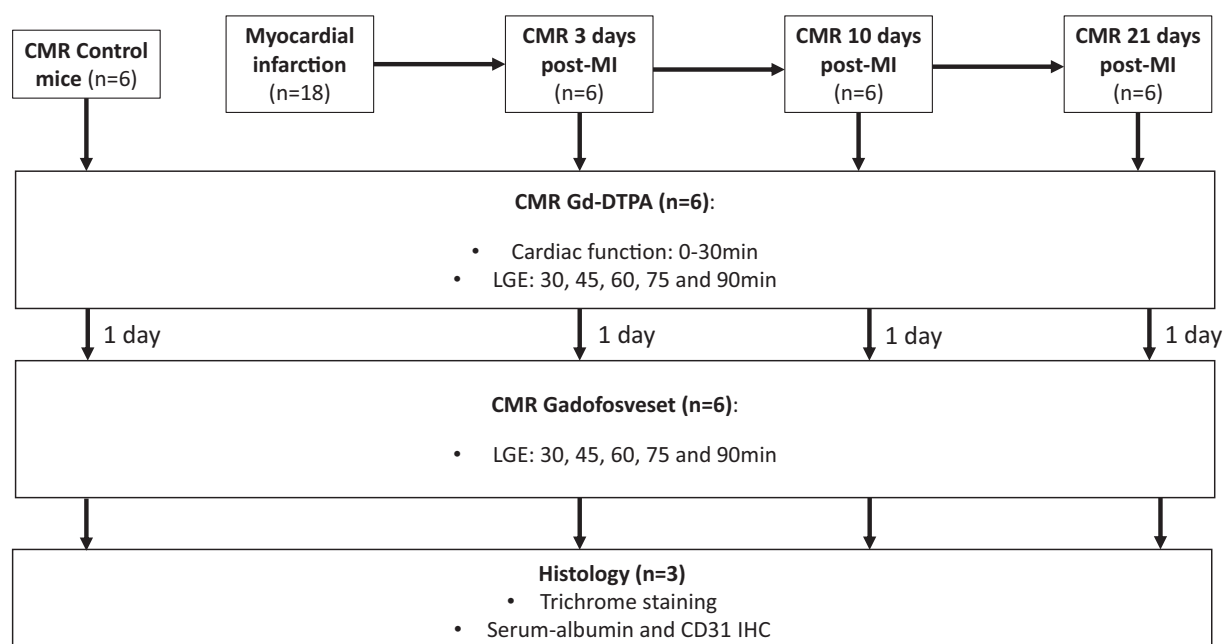 CMR Control
mice (n=6)
Myocardial
infarction
(n=18)
CMR 3 days
post-MI
(n=6)
CMR 10 days
post-MI
(n=6)
CMR 21 days
post-MI
(n=6)
CMR Gd-DTPA (n=6):
• Cardiac function: 0-30min
• LGE: 30, 45, 60, 75 and 90min
1 day
1 day
1 day
1 day
CMR Gadofosveset (n=6):
• LGE: 30, 45, 60, 75 and 90min
Histology (n=3)
• Trichrome staining
• Serum-albumin and CD31 IHC